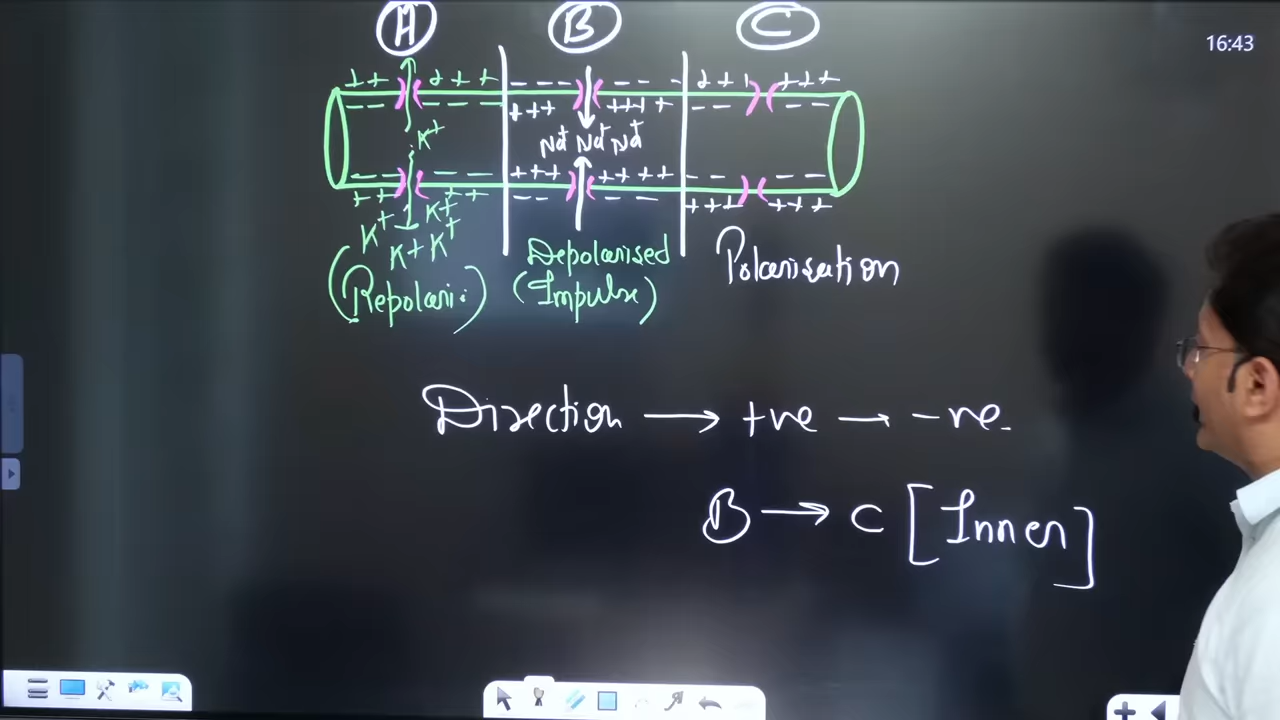 A B C
16:43
++ +++ --- --- +++ +++
-- --- +++ +++ -- ---
K+
Na+ Na+ Na+
-- -- +++ ++++ -- --
++ ++ -- -- +++ +++
K+ K+
K+ K+
(Repolari.) Depolarised Polarisation
(Impulse)
Direction → +ve → -ve.
B → C [Inner]